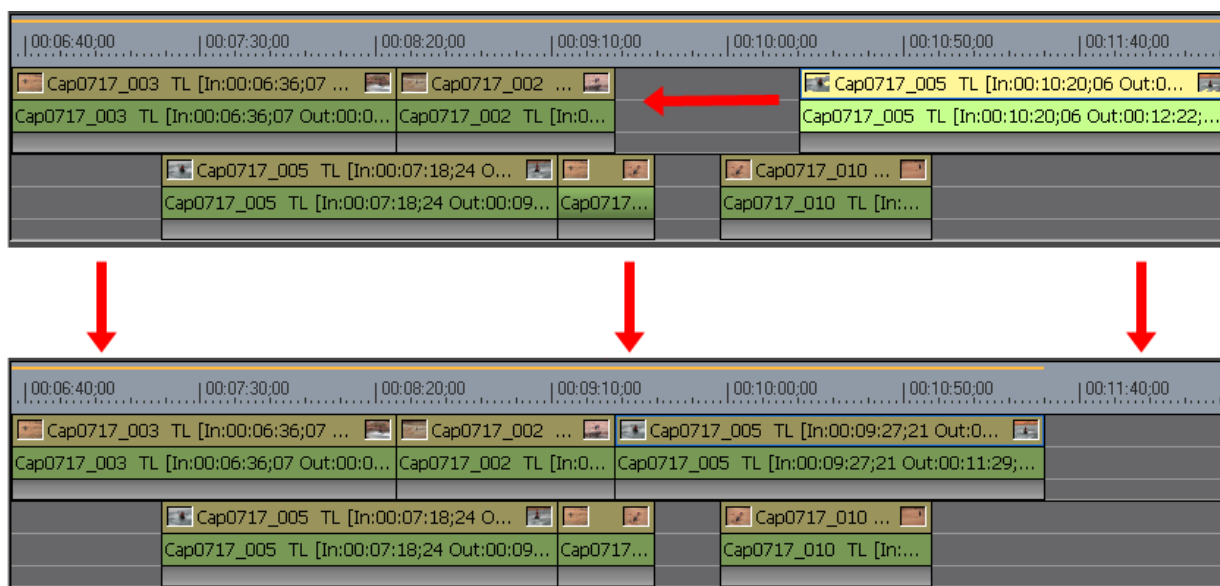 00:06:40;00 00:07:30;00 00:08:20;00 00:09:10;00 00:10:00;00 00:10:50;00 00:11:40;00
Cap0717_003 TL [In:00:06:36;07 ... Cap0717_002 ... Cap0717_005 TL [In:00:10:20;06 Out:0...
Cap0717_003 TL [In:00:06:36;07 Out:00:0... Cap0717_002 TL [In:0... Cap0717_005 TL [In:00:10:20;06 Out:00:12:22;...
Cap0717_005 TL [In:00:07:18;24 O... Cap0717_010 ...
Cap0717_005 TL [In:00:07:18;24 Out:00:09... Cap0717... Cap0717_010 TL [In:...
00:06:40;00 00:07:30;00 00:08:20;00 00:09:10;00 00:10:00;00 00:10:50;00 00:11:40;00
Cap0717_003 TL [In:00:06:36;07 ... Cap0717_002 ... Cap0717_005 TL [In:00:09:27;21 Out:0...
Cap0717_003 TL [In:00:06:36;07 Out:00:0... Cap0717_002 TL [In:0... Cap0717_005 TL [In:00:09:27;21 Out:00:11:29;...
Cap0717_005 TL [In:00:07:18;24 O... Cap0717_010 ...
Cap0717_005 TL [In:00:07:18;24 Out:00:09... Cap0717... Cap0717_010 TL [In:...